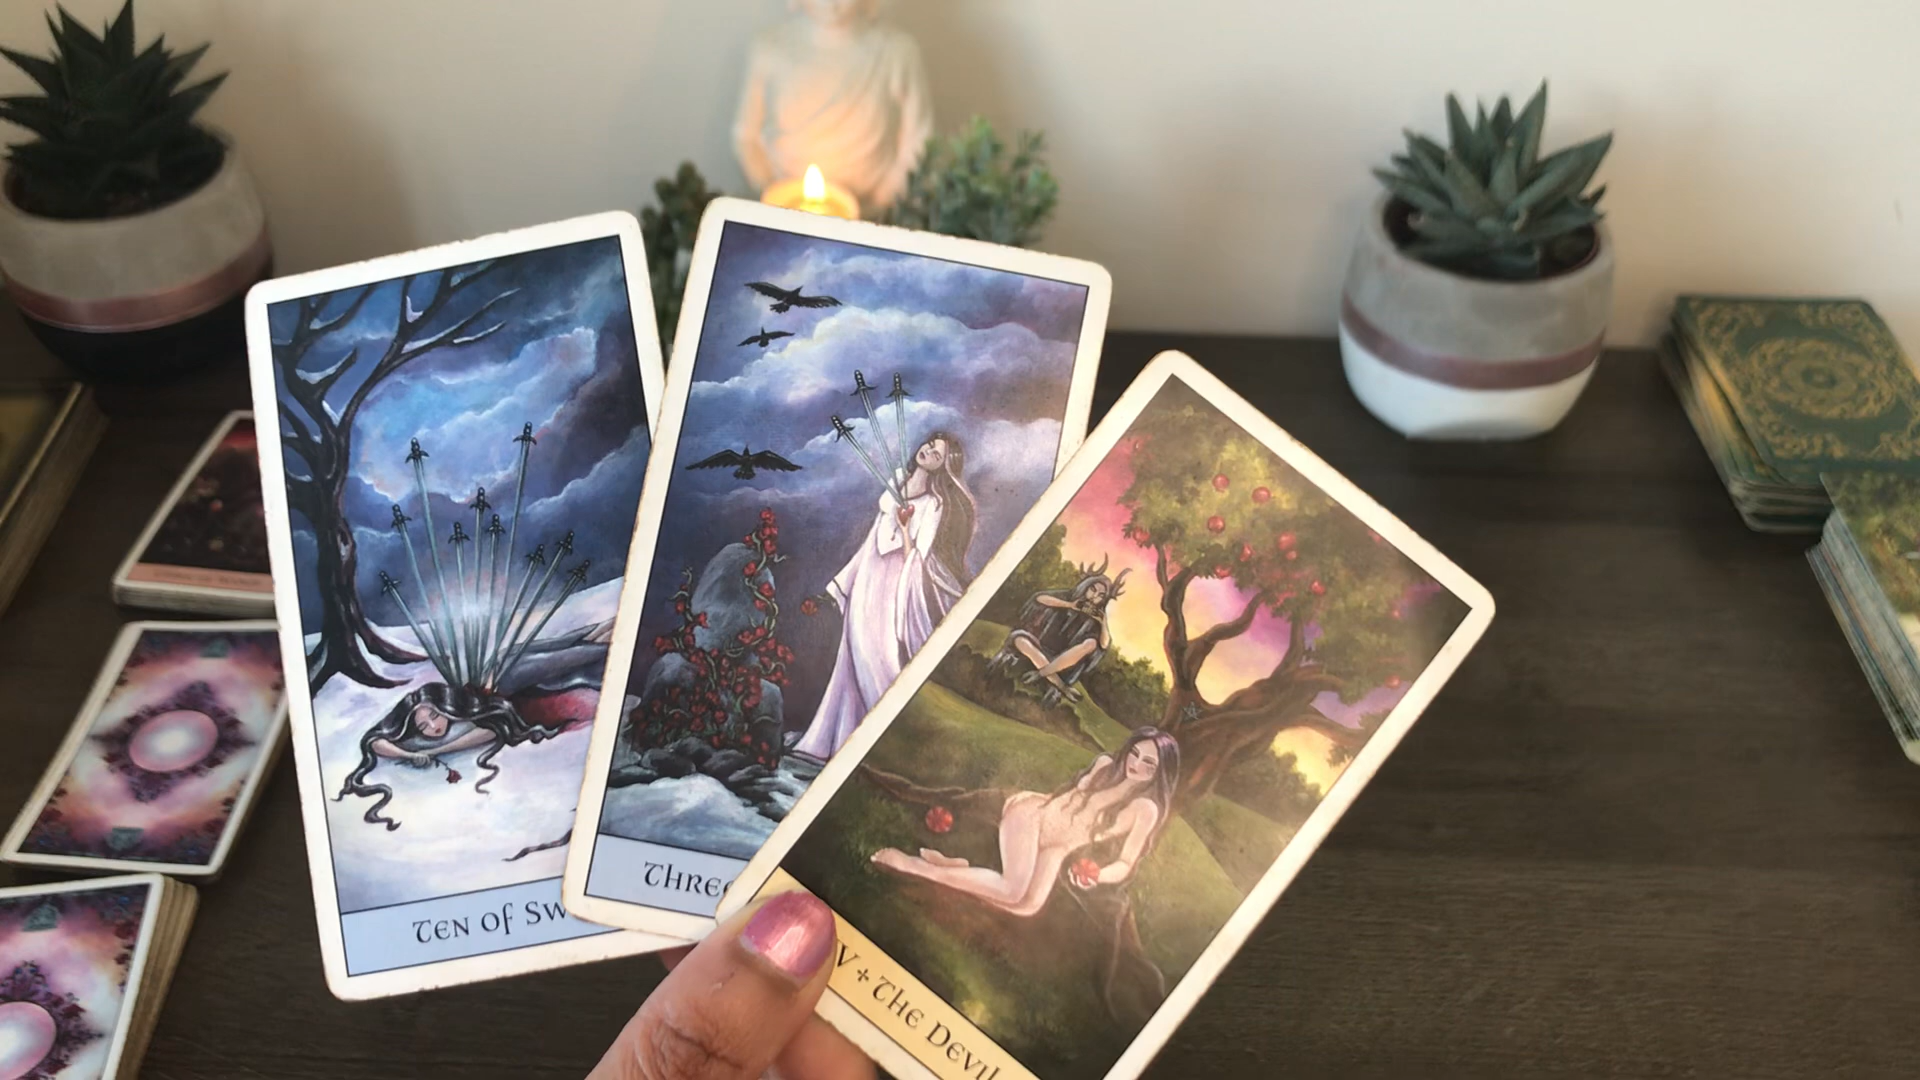 TEN OF SW
THREE
V + THE DEVIL